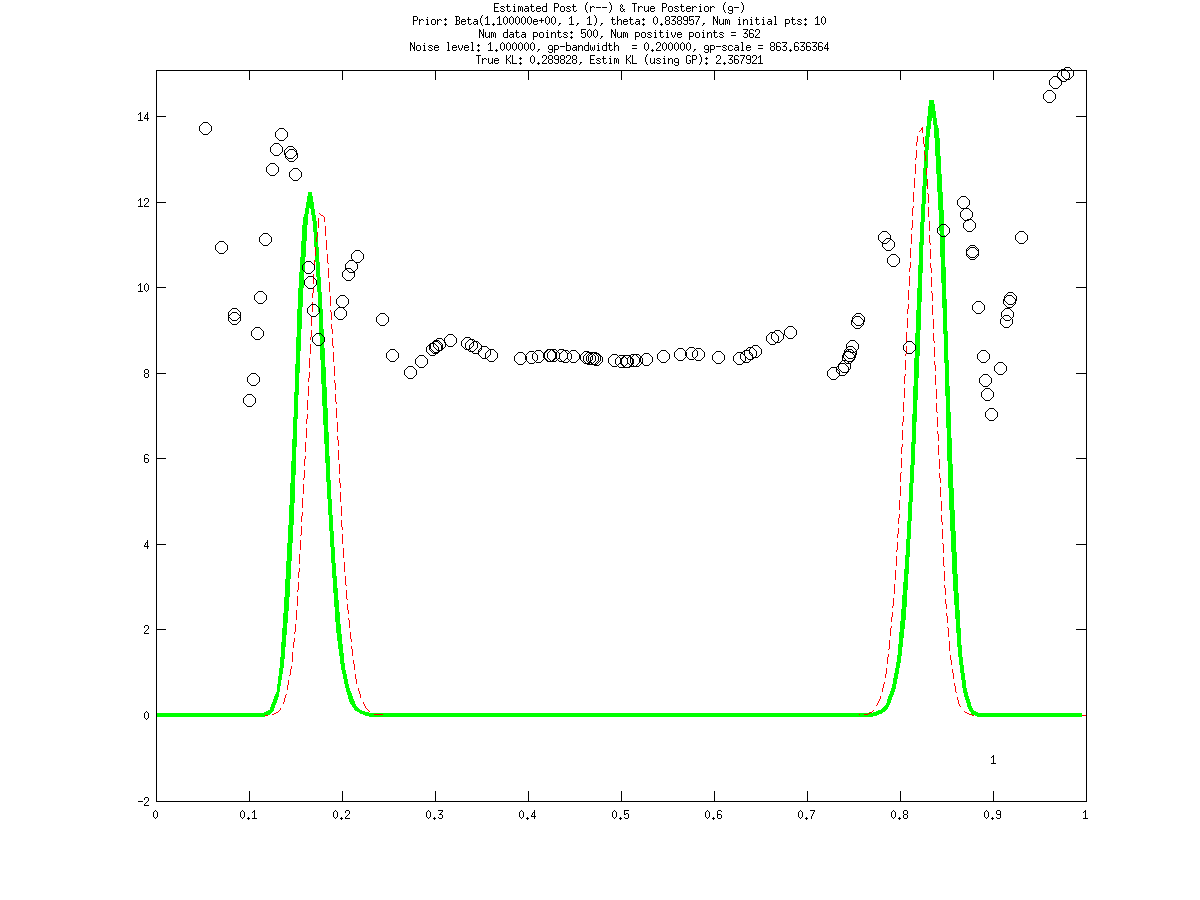 Estimated Post (r--) & True Posterior (g-)
Prior: Beta(1.100000e+00, 1, 1), theta: 0.838957, Num initial pts: 10
Num data points: 500, Num positive points = 362
Noise level: 1.000000, gp-bandwidth  = 0.200000, gp-scale = 863.636364
True KL: 0.289828, Estim KL (using GP): 2.367921
14
12
10
8
6
4
2
0
1
-2
0 0.1 0.2 0.3 0.4 0.5 0.6 0.7 0.8 0.9 1